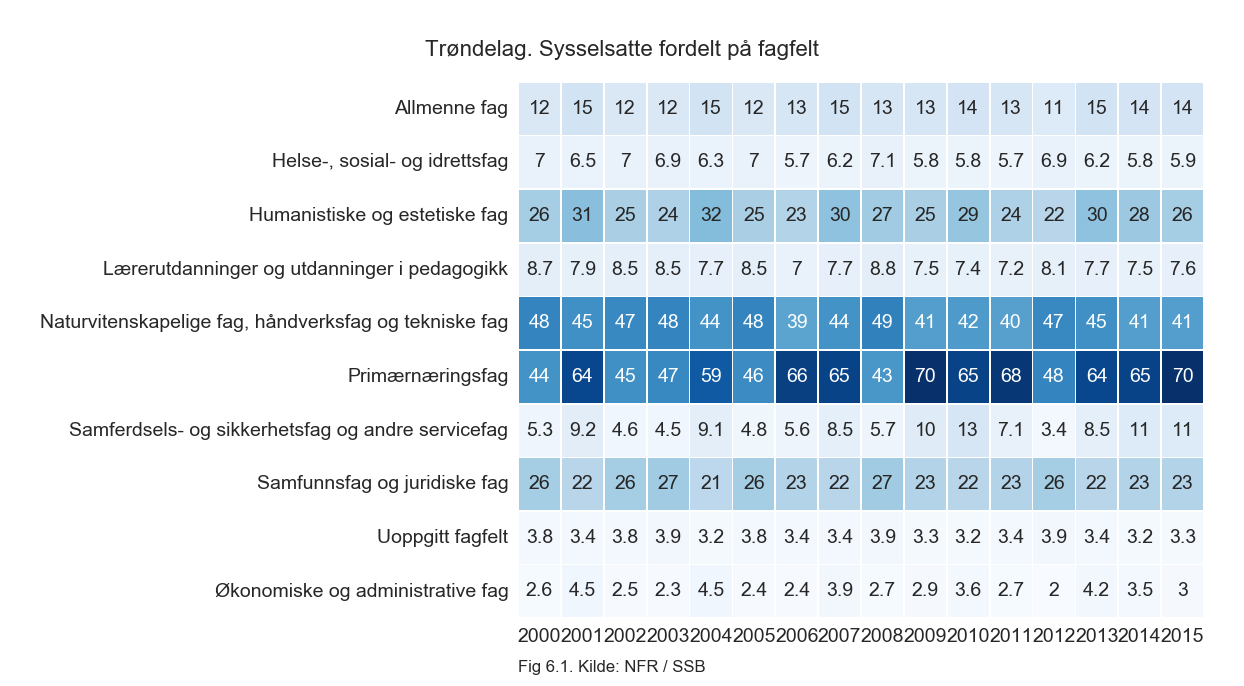 Trøndelag. Sysselsatte fordelt på fagfelt
Allmenne fag 12 15 12 12 15 12 13 15 13 13 14 13 11 15 14 14
Helse-, sosial- og idrettsfag 7 6.5 7 6.9 6.3 7 5.7 6.2 7.1 5.8 5.8 5.7 6.9 6.2 5.8 5.9
Humanistiske og estetiske fag 26 31 25 24 32 25 23 30 27 25 29 24 22 30 28 26
Lærerutdanninger og utdanninger i pedagogikk 8.7 7.9 8.5 8.5 7.7 8.5 7 7.7 8.8 7.5 7.4 7.2 8.1 7.7 7.5 7.6
Naturvitenskapelige fag, håndverksfag og tekniske fag 48 45 47 48 44 48 39 44 49 41 42 40 47 45 41 41
Primærnæringsfag 44 64 45 47 59 46 66 65 43 70 65 68 48 64 65 70
Samferdsels- og sikkerhetsfag og andre servicefag 5.3 9.2 4.6 4.5 9.1 4.8 5.6 8.5 5.7 10 13 7.1 3.4 8.5 11 11
Samfunnsfag og juridiske fag 26 22 26 27 21 26 23 22 27 23 22 23 26 22 23 23
Uoppgitt fagfelt 3.8 3.4 3.8 3.9 3.2 3.8 3.4 3.4 3.9 3.3 3.2 3.4 3.9 3.4 3.2 3.3
Økonomiske og administrative fag 2.6 4.5 2.5 2.3 4.5 2.4 2.4 3.9 2.7 2.9 3.6 2.7 2 4.2 3.5 3
2000 2001 2002 2003 2004 2005 2006 2007 2008 2009 2010 2011 2012 2013 2014 2015
Fig 6.1. Kilde: NFR / SSB